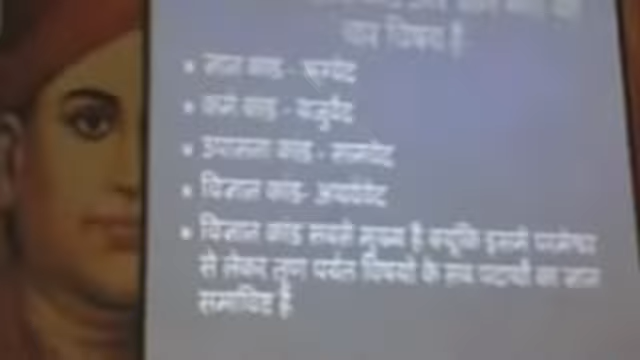 चार विषय है
ज्ञान काण्ड - ऋग्वेद
कर्म काण्ड - यजुर्वेद
उपासना काण्ड - सामवेद
विज्ञान काण्ड- अथर्ववेद
विज्ञान कांड सबसे मुख्य है क्यूंकि इसमें परमेश्वर
से लेकर तृण पर्यंत विषयों के सब पदार्थों का ज्ञान
समाविष्ट है